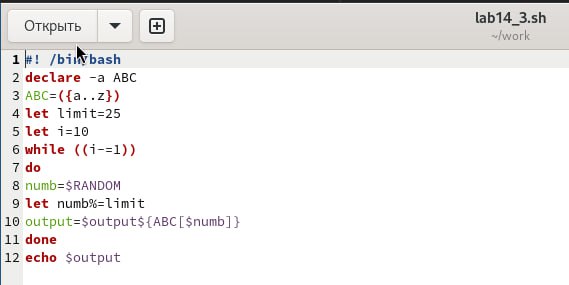 Открыть
lab14_3.sh
~/work
1 #! /bin/bash
2 declare -a ABC
3 ABC=({a..z})
4 let limit=25
5 let i=10
6 while ((i-=1))
7 do
8 numb=$RANDOM
9 let numb%=limit
10 output=$output${ABC[$numb]}
11 done
12 echo $output